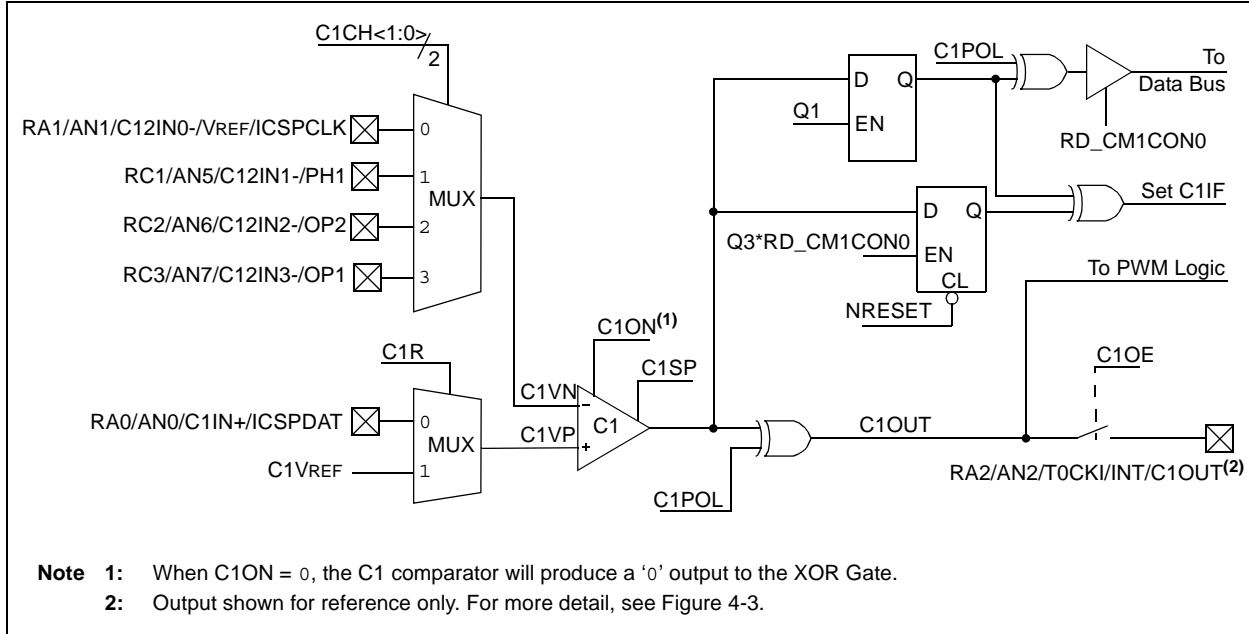 C1CH<1:0>
2
RA1/AN1/C12IN0-/VREF/ICSPCLK
0
RC1/AN5/C12IN1-/PH1
1
MUX
RC2/AN6/C12IN2-/OP2
2
RC3/AN7/C12IN3-/OP1
3
C1R
RA0/AN0/C1IN+/ICSPDAT
0
MUX
C1VREF
1
C1ON(1)
C1SP
C1VN
-
C1
C1VP
+
D
Q
Q1
EN
C1POL
To
Data Bus
RD_CM1CON0
D
Q
Q3*RD_CM1CON0
EN
CL
NRESET
Set C1IF
To PWM Logic
C1OE
C1OUT
C1POL
RA2/AN2/T0CKI/INT/C1OUT(2)
Note 1: When C1ON = 0, the C1 comparator will produce a ‘0’ output to the XOR Gate.
2: Output shown for reference only. For more detail, see Figure 4-3.